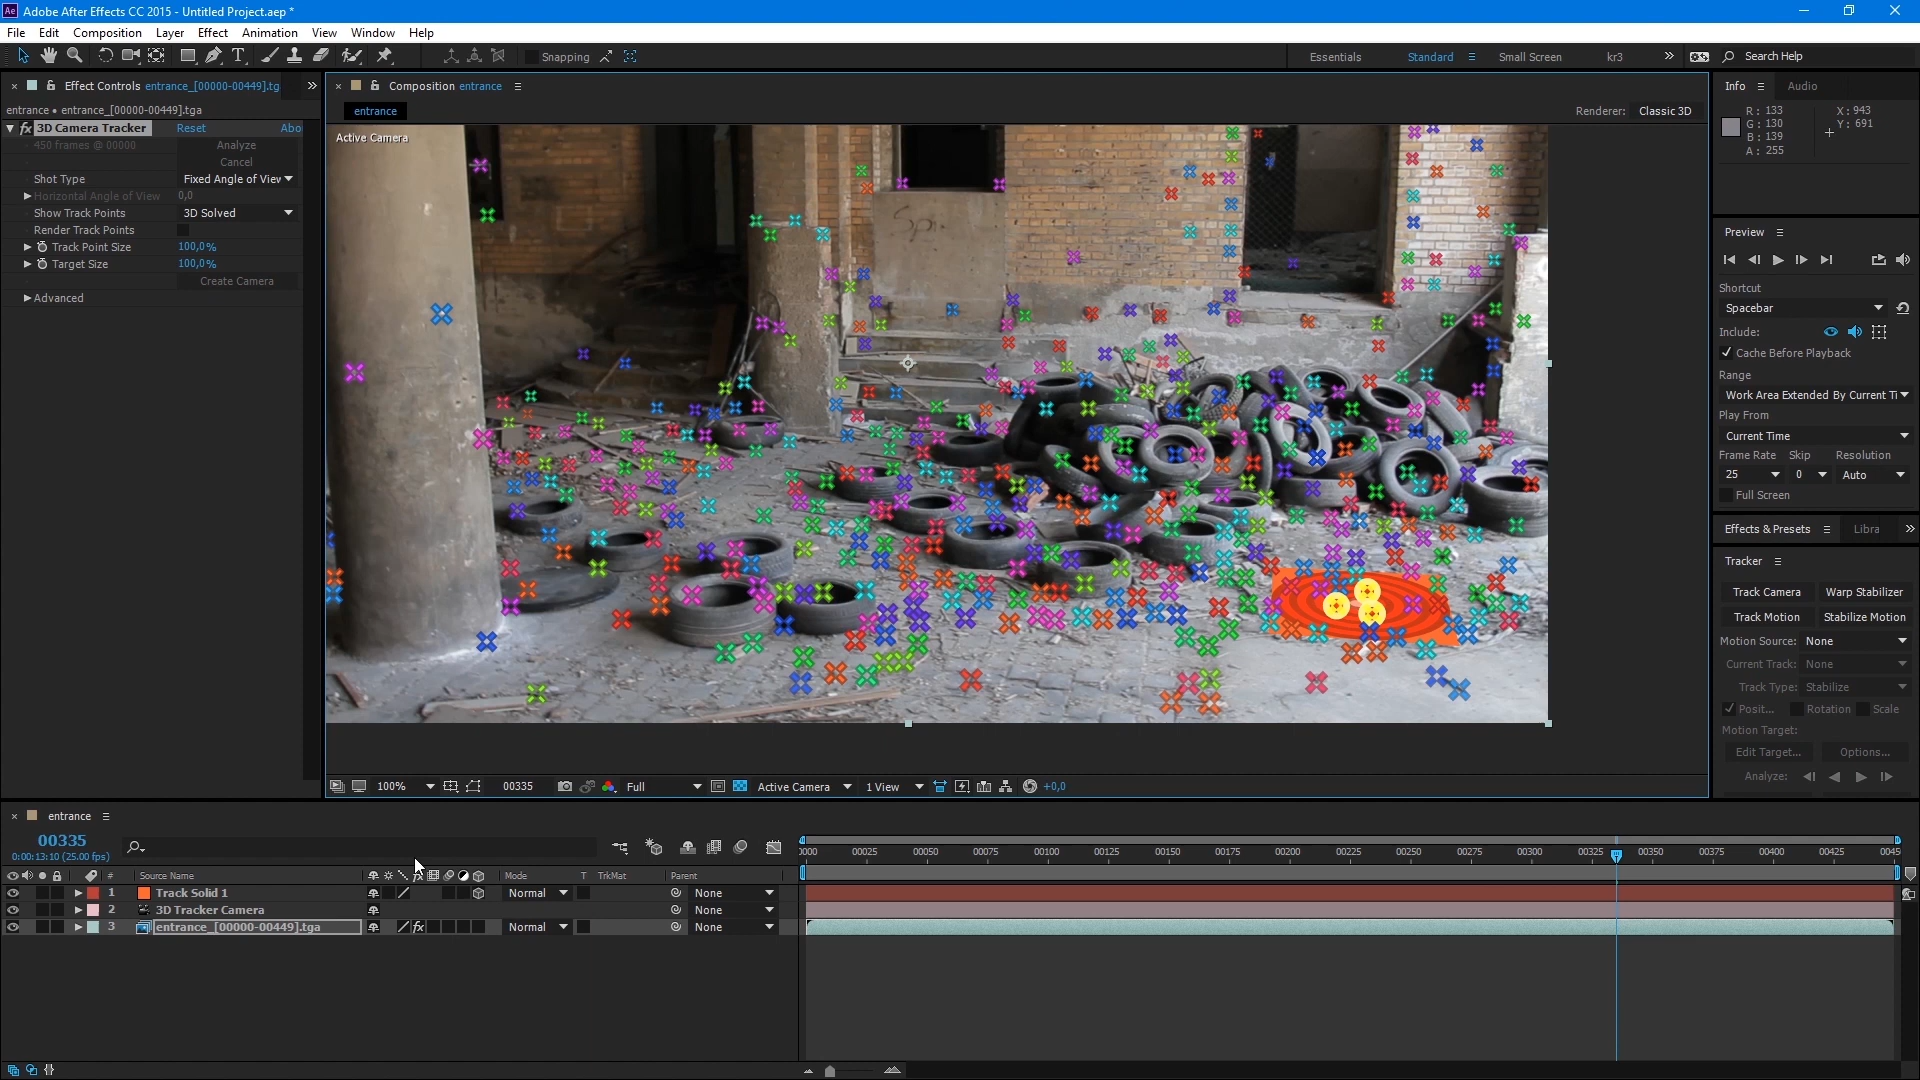 Ae Adobe After Effects CC 2015 - Untitled Project.aep *
File Edit Composition Layer Effect Animation View Window Help
Snapping
Essentials Standard Small Screen kr3 Search Help
Effect Controls entrance_[00000-00449].tg
entrance • entrance_[00000-00449].tga
fx 3D Camera Tracker Reset Abo
450 frames @ 00000 Analyze
Cancel
Shot Type Fixed Angle of View
Horizontal Angle of View 0,0
Show Track Points 3D Solved
Render Track Points
Track Point Size 100,0%
Target Size 100,0%
Create Camera
Advanced
Composition entrance
entrance
Renderer: Classic 3D
Active Camera
100% 00335 Full Active Camera 1 View +0,0
Info Audio
R : 133 X : 943
G : 130 Y : 691
B : 139
A : 255
Preview
Shortcut
Spacebar
Include:
Cache Before Playback
Range
Work Area Extended By Current Ti
Play From
Current Time
Frame Rate Skip Resolution
25 0 Auto
Full Screen
Effects & Presets Libra
Tracker
Track Camera Warp Stabilizer
Track Motion Stabilize Motion
Motion Source: None
Current Track: None
Track Type: Stabilize
Posit... Rotation Scale
Motion Target:
Edit Target... Options...
Analyze:
entrance
00335
0:00:13:10 (25.00 fps)
0000 00025 00050 00075 00100 00125 00150 00175 00200 00225 00250 00275 00300 00325 00350 00375 00400 00425 0045
# Source Name fx Mode T TrkMat Parent
1 Track Solid 1 Normal None
2 3D Tracker Camera None
3 entrance_[00000-00449].tga fx Normal None